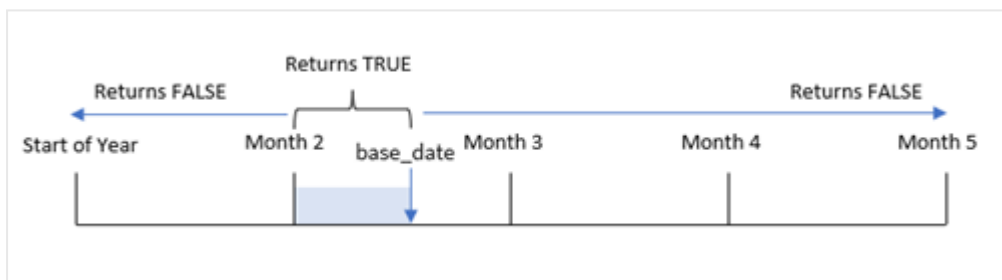 Returns TRUE
Returns FALSE
Returns FALSE
Start of Year
Month 2
base_date
Month 3
Month 4
Month 5